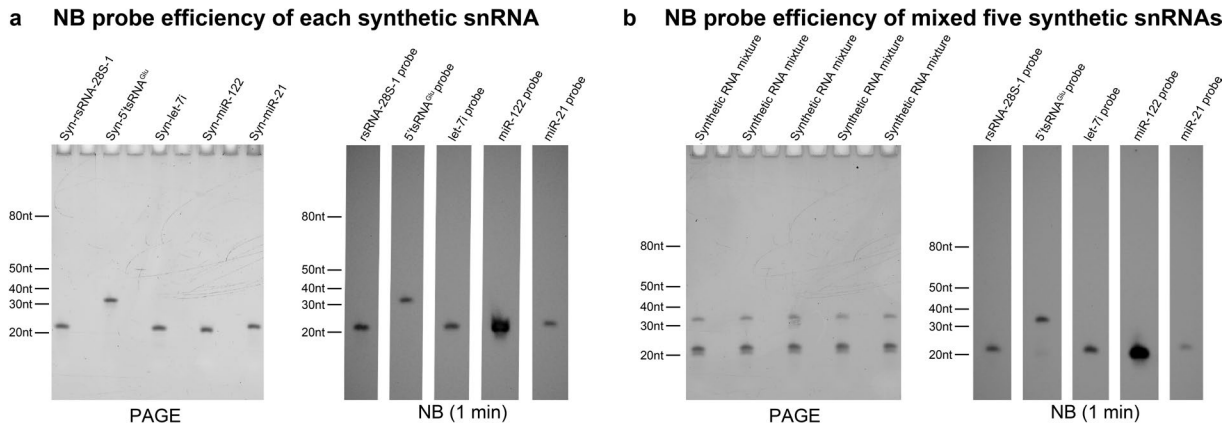 a NB probe efficiency of each synthetic snRNA
Syn-rsRNA-28S-1
Syn-5'tsRNAᴳˡᵘ
Syn-let-7i
Syn-miR-122
Syn-miR-21
80nt
50nt
40nt
30nt
20nt
PAGE
rsRNA-28S-1 probe
5'tsRNAᴳˡᵘ probe
let-7i probe
miR-122 probe
miR-21 probe
80nt
50nt
40nt
30nt
20nt
NB (1 min)
b NB probe efficiency of mixed five synthetic snRNAs
Synthetic RNA mixture
Synthetic RNA mixture
Synthetic RNA mixture
Synthetic RNA mixture
Synthetic RNA mixture
80nt
50nt
40nt
30nt
20nt
PAGE
rsRNA-28S-1 probe
5'tsRNAᴳˡᵘ probe
let-7i probe
miR-122 probe
miR-21 probe
80nt
50nt
40nt
30nt
20nt
NB (1 min)